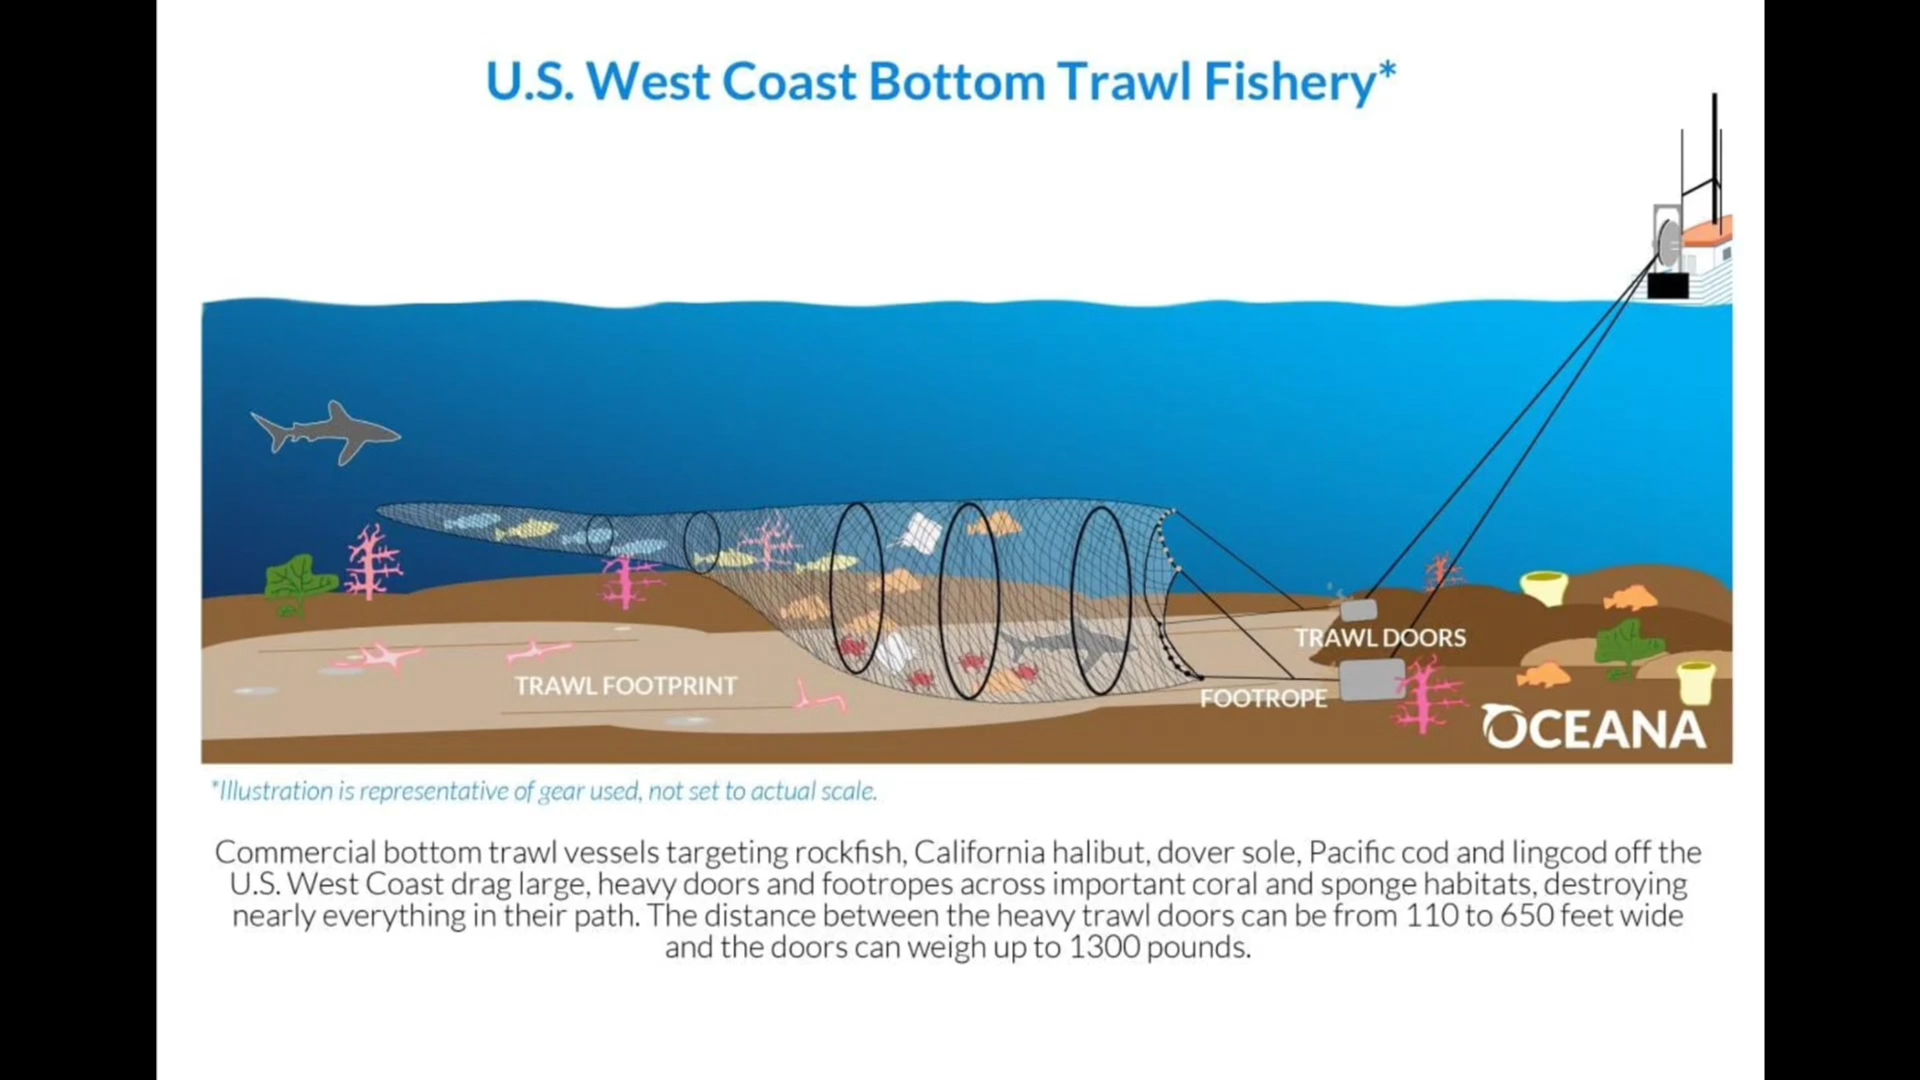 U.S. West Coast Bottom Trawl Fishery*
TRAWL DOORS
TRAWL FOOTPRINT
FOOTROPE
OCEANA
*Illustration is representative of gear used, not set to actual scale.
Commercial bottom trawl vessels targeting rockfish, California halibut, dover sole, Pacific cod and lingcod off the
U.S. West Coast drag large, heavy doors and footropes across important coral and sponge habitats, destroying
nearly everything in their path. The distance between the heavy trawl doors can be from 110 to 650 feet wide
and the doors can weigh up to 1300 pounds.